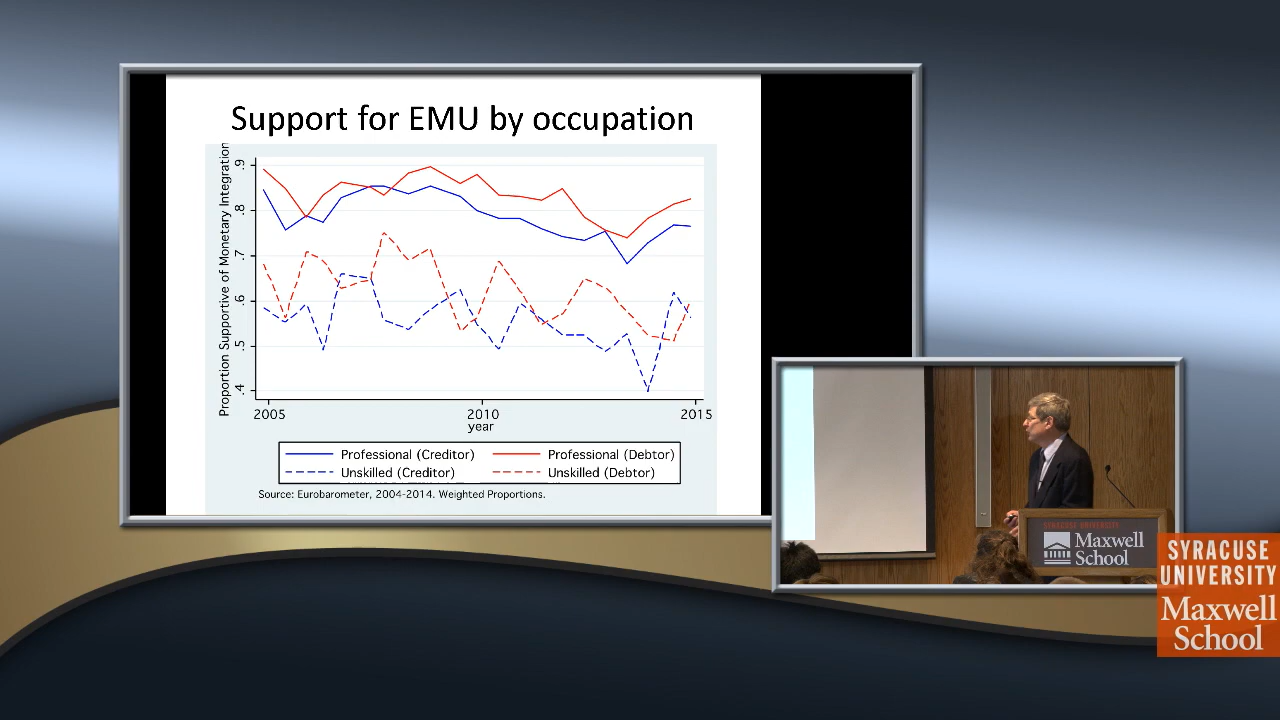 Support for EMU by occupation
Proportion Supportive of Monetary Integration
.9
.8
.7
.6
.5
.4
2005
2010
2015
year
Professional (Creditor)
Professional (Debtor)
Unskilled (Creditor)
Unskilled (Debtor)
Source: Eurobarometer, 2004-2014. Weighted Proportions.
SYRACUSE UNIVERSITY
Maxwell
School
SYRACUSE
UNIVERSITY
Maxwell
School